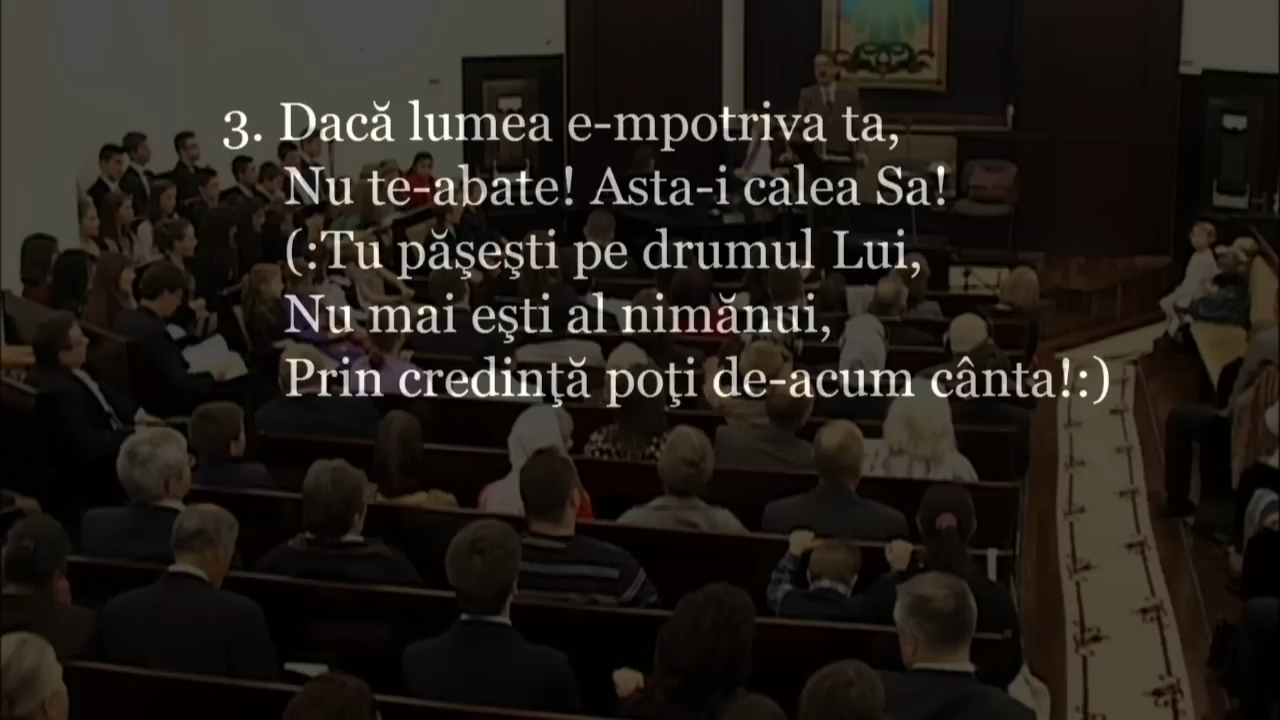 3. Dacă lumea e-mpotriva ta,
Nu te-abate! Asta-i calea Sa!
(:Tu păşeşti pe drumul Lui,
Nu mai eşti al nimănui,
Prin credinţă poţi de-acum cânta!:)